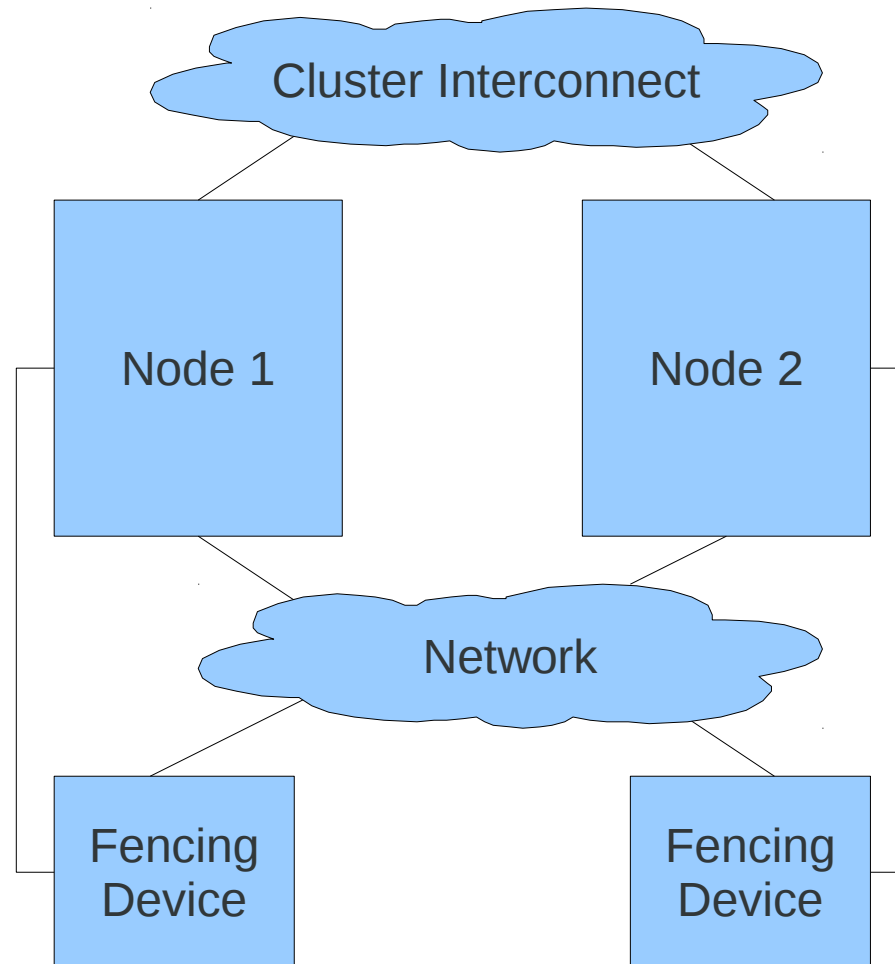 Cluster Interconnect
Node 1
Node 2
Network
Fencing
Device
Fencing
Device